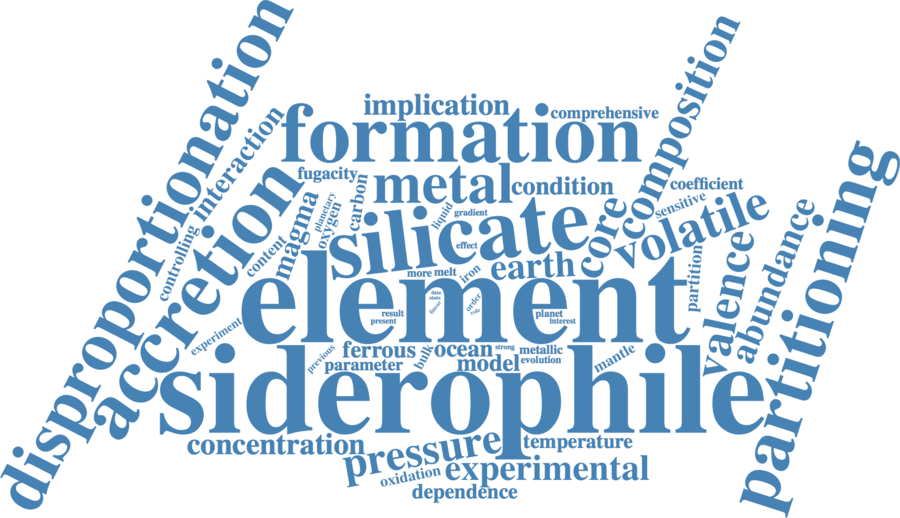 disproportionation
implication
comprehensive
composition
formation
interaction
fugacity
metal
condition
coefficient
carbon
planetary
oxygen
magma
accretion
controlling
content
liquid
gradient
silicate
effect
core
sensitive
volatile
partitioning
abundance
valence
partition
more
melt
iron
earth
element
data
state
linear
order
role
result
present
planet
interest
experiment
previous
ferrous
parameter
bulk
ocean
strong
model
metallic
evolution
mantle
siderophile
concentration
pressure
temperature
oxidation
experimental
dependence